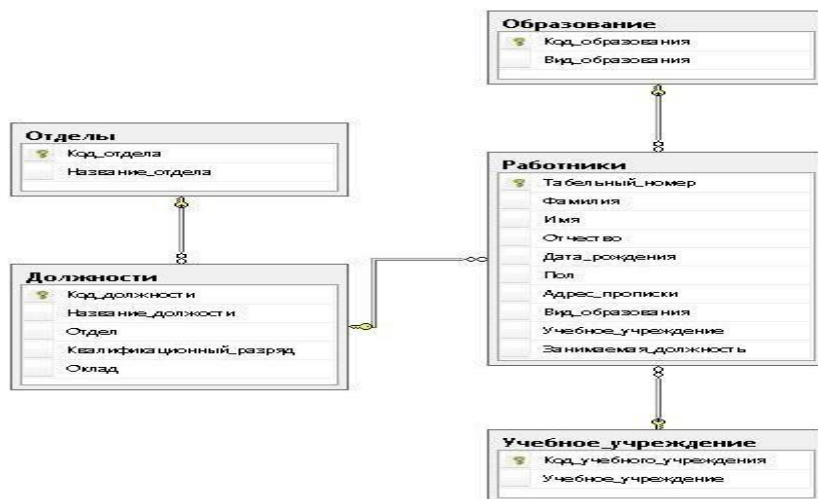 Образование
Код_образования
Вид_образования
Отделы
Код_отдела
Название_отдела
Работники
Табельный_номер
Фамилия
Имя
Отчество
Дата_рождения
Пол
Адрес_прописки
Вид_образования
Учебное_учреждение
Занимаемая_должность
Должности
Код_должности
Название_должости
Отдел
Квалификационный_разряд
Оклад
Учебное_учреждение
Код_учебного_учреждения
Учебное_учреждение